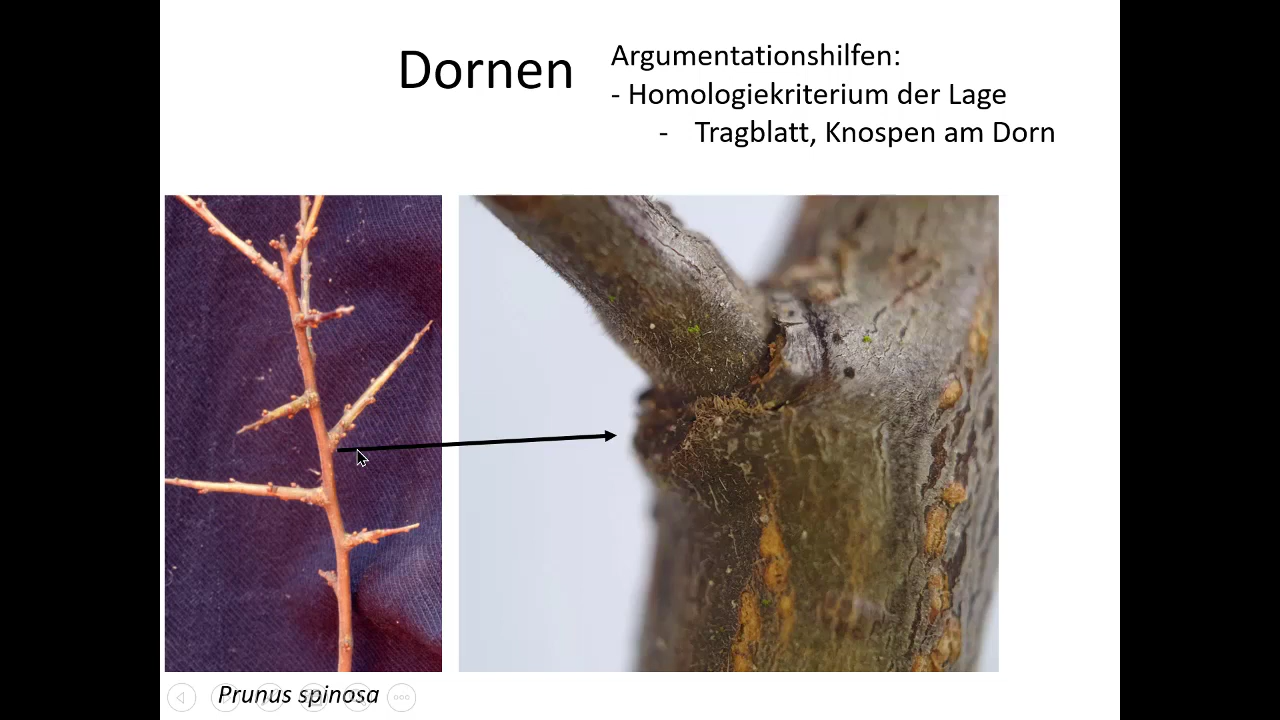 Dornen
Argumentationshilfen:
- Homologiekriterium der Lage
- Tragblatt, Knospen am Dorn
Prunus spinosa